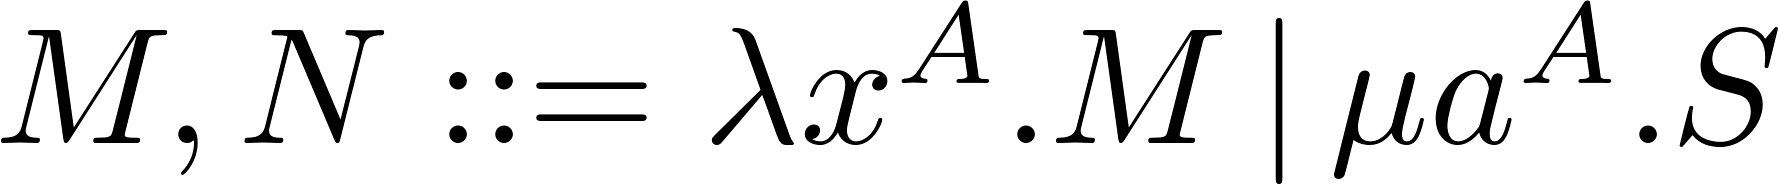 M, N ::= λx^A.M | μa^A.S